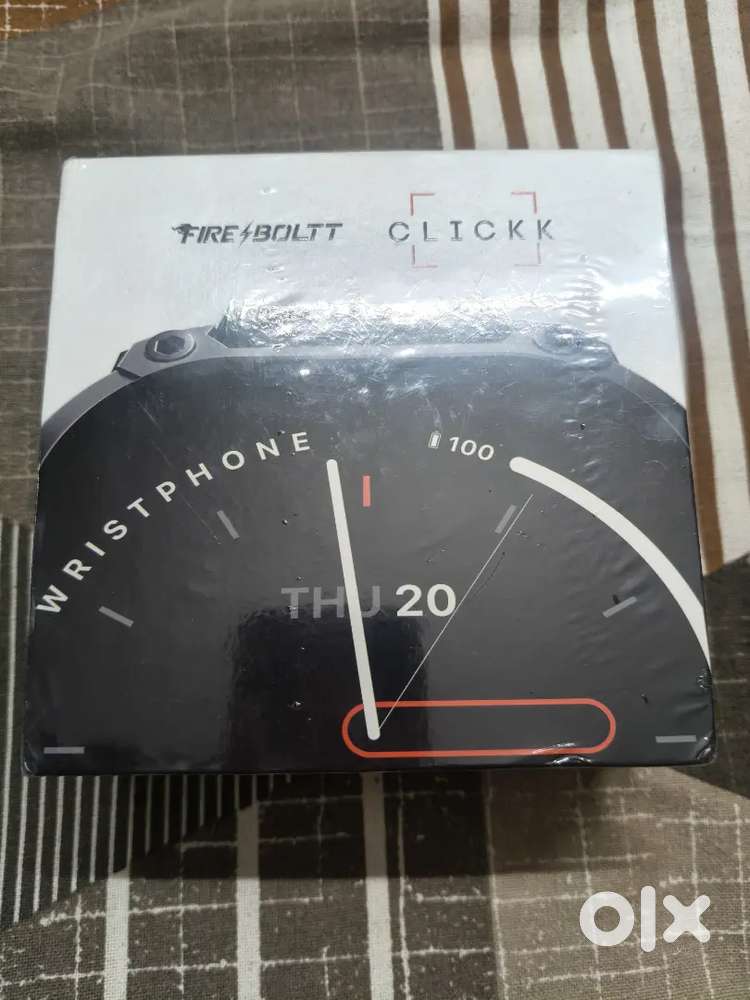 FIRE BOLTT CLICKK
WRISTPHONE
100
THU 20
olx